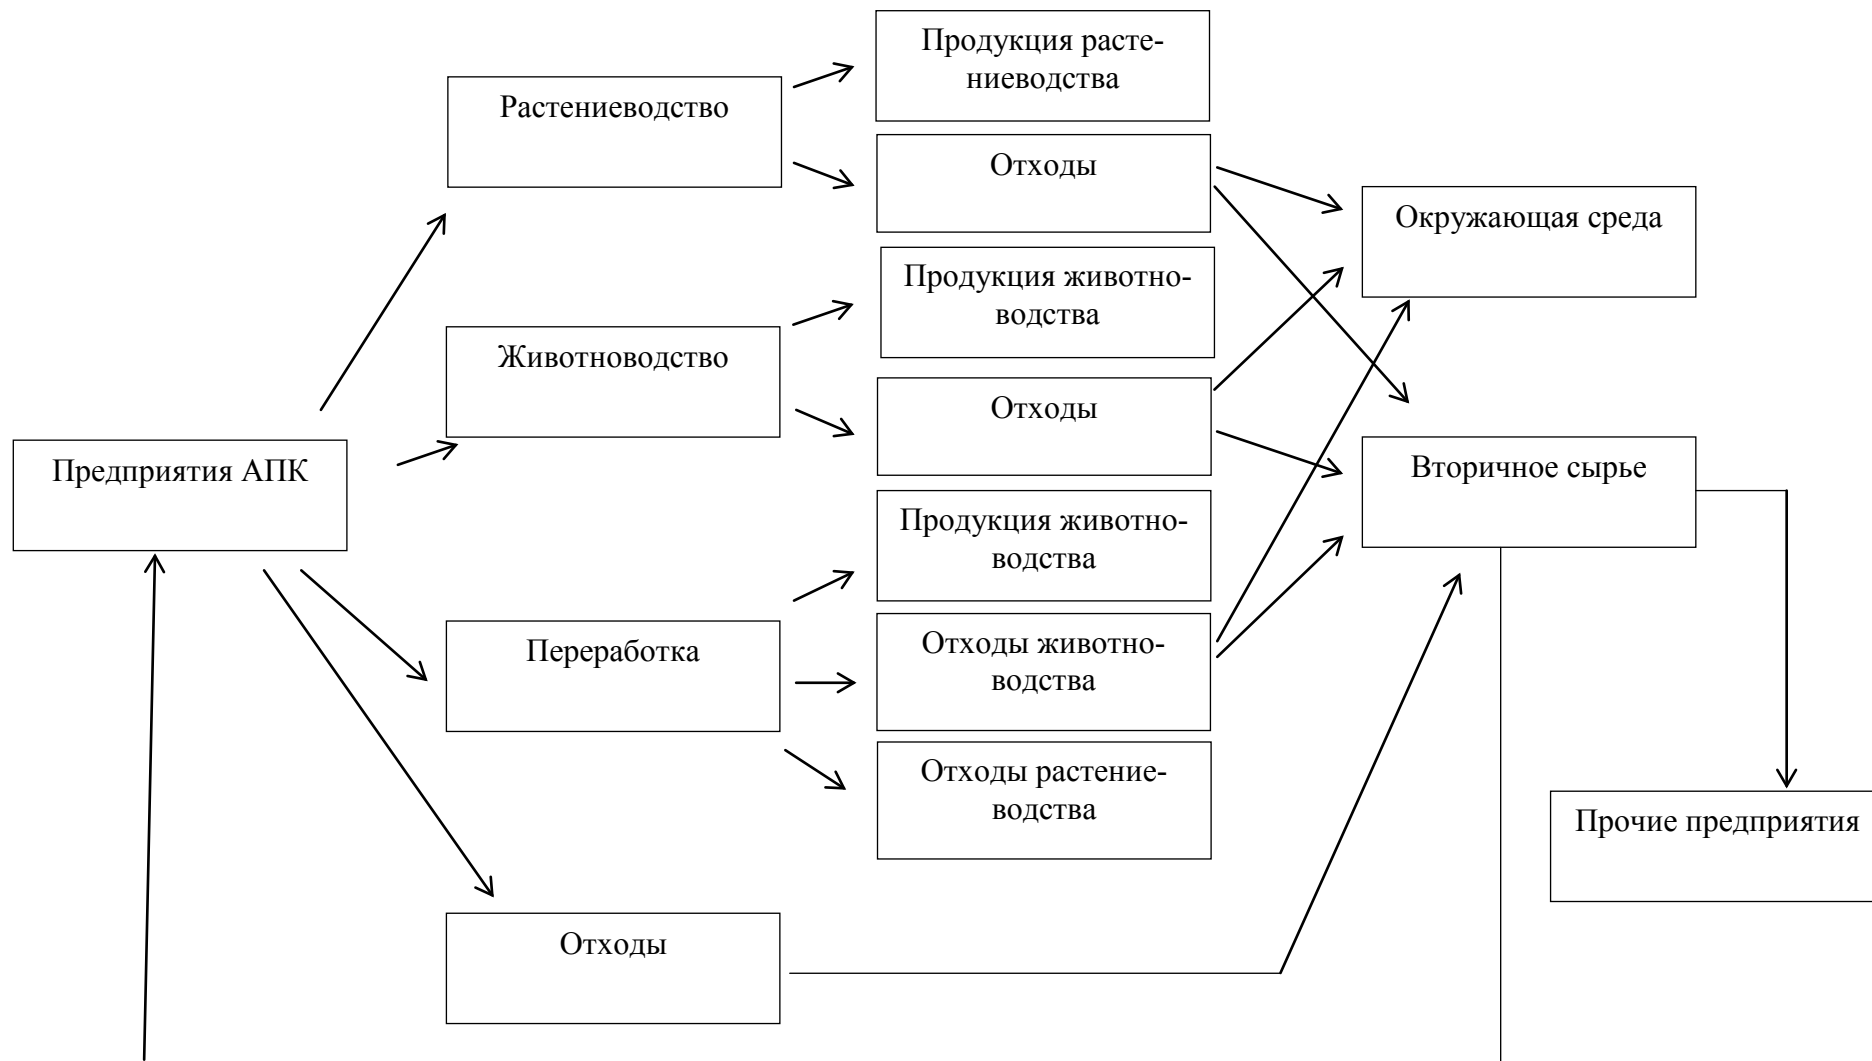 Продукция расте-
ниеводства
Растениеводство
Отходы
Окружающая среда
Продукция животно-
водства
Животноводство
Отходы
Предприятия АПК
Вторичное сырье
Продукция животно-
водства
Переработка
Отходы животно-
водства
Отходы растение-
водства
Прочие предприятия
Отходы